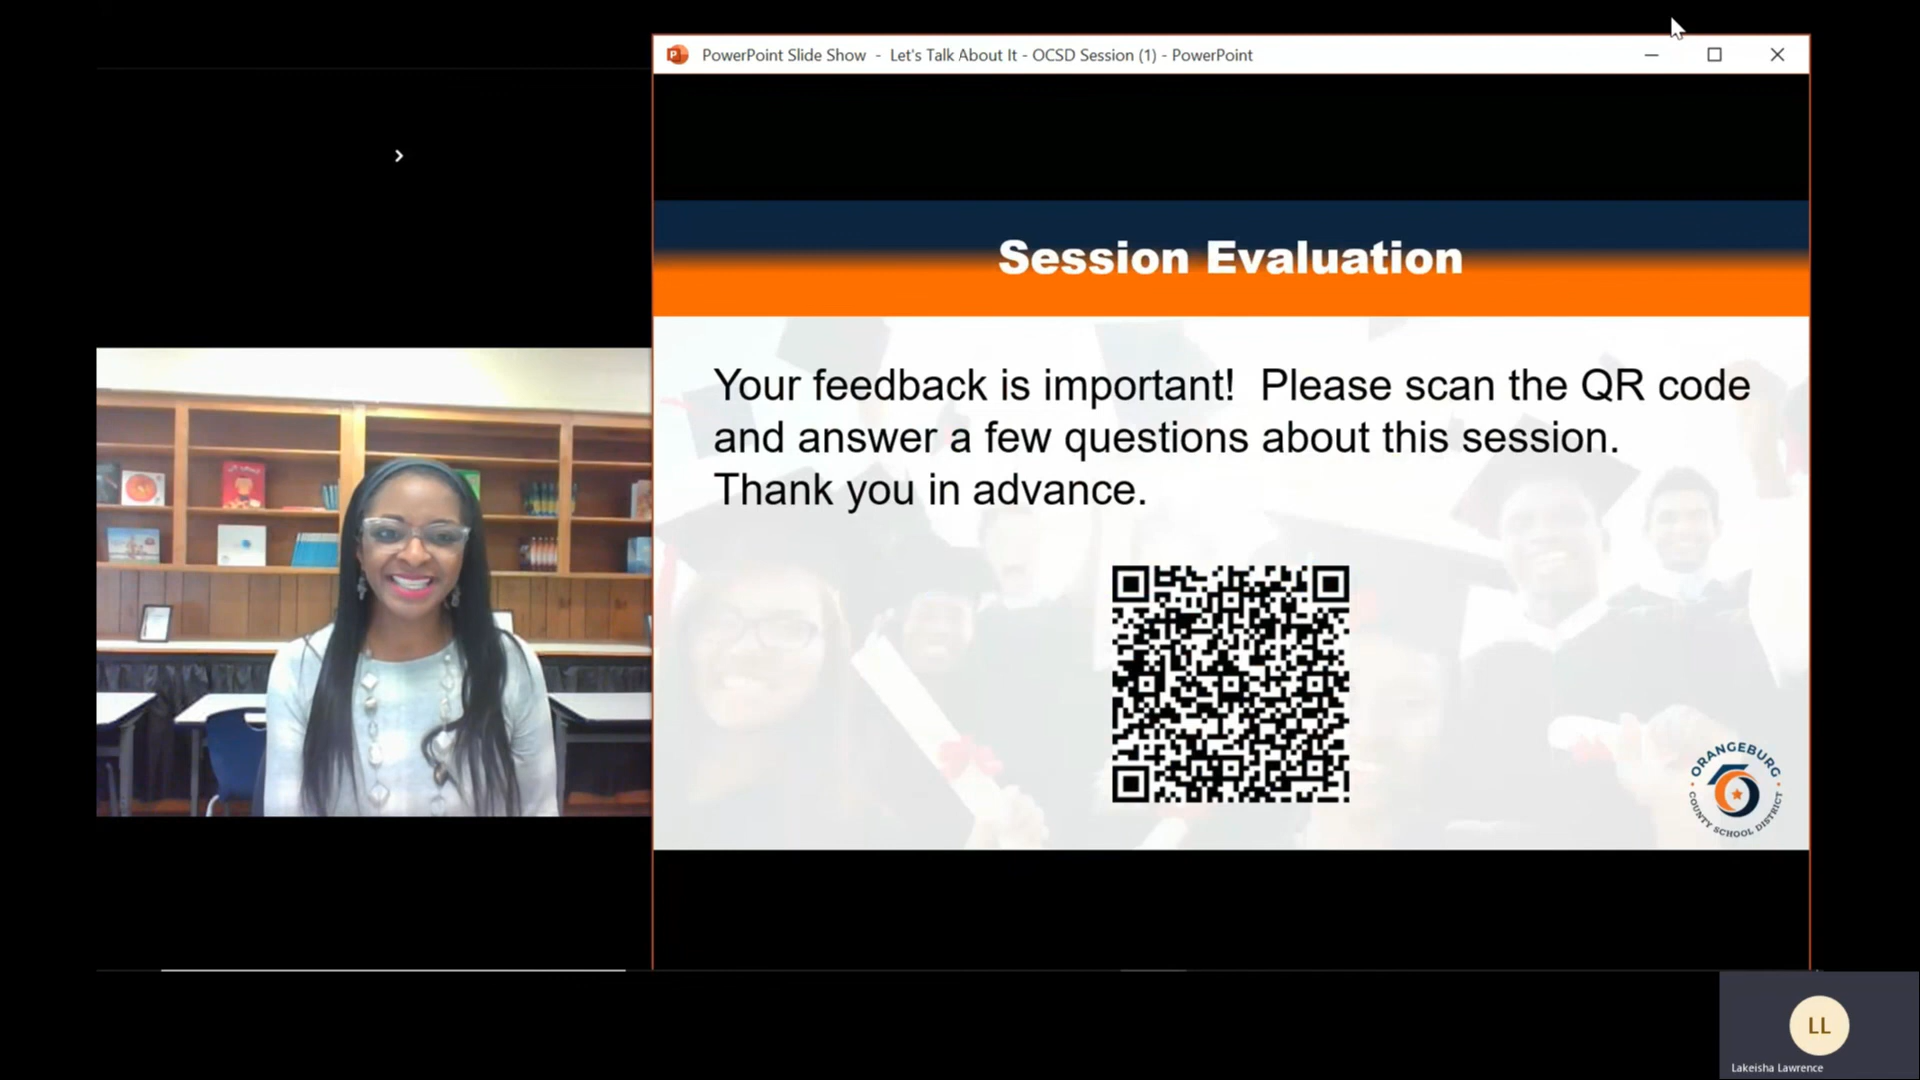 PowerPoint Slide Show - Let's Talk About It - OCSD Session (1) - PowerPoint
Session Evaluation
Your feedback is important! Please scan the QR code
and answer a few questions about this session.
Thank you in advance.
ORANGEBURG
COUNTY SCHOOL DISTRICT
LL
Lakeisha Lawrence